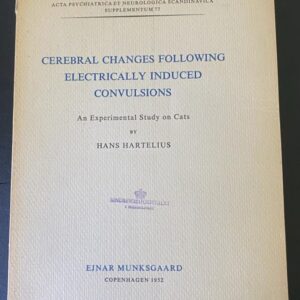 ACTA PSYCHIATRICA ET NEUROLOGICA SCANDINAVICA
SUPPLEMENTUM 77
CEREBRAL CHANGES FOLLOWING
ELECTRICALLY INDUCED
CONVULSIONS
An Experimental Study on Cats
BY
HANS HARTELIUS
EJNAR MUNKSGAARD
COPENHAGEN 1952